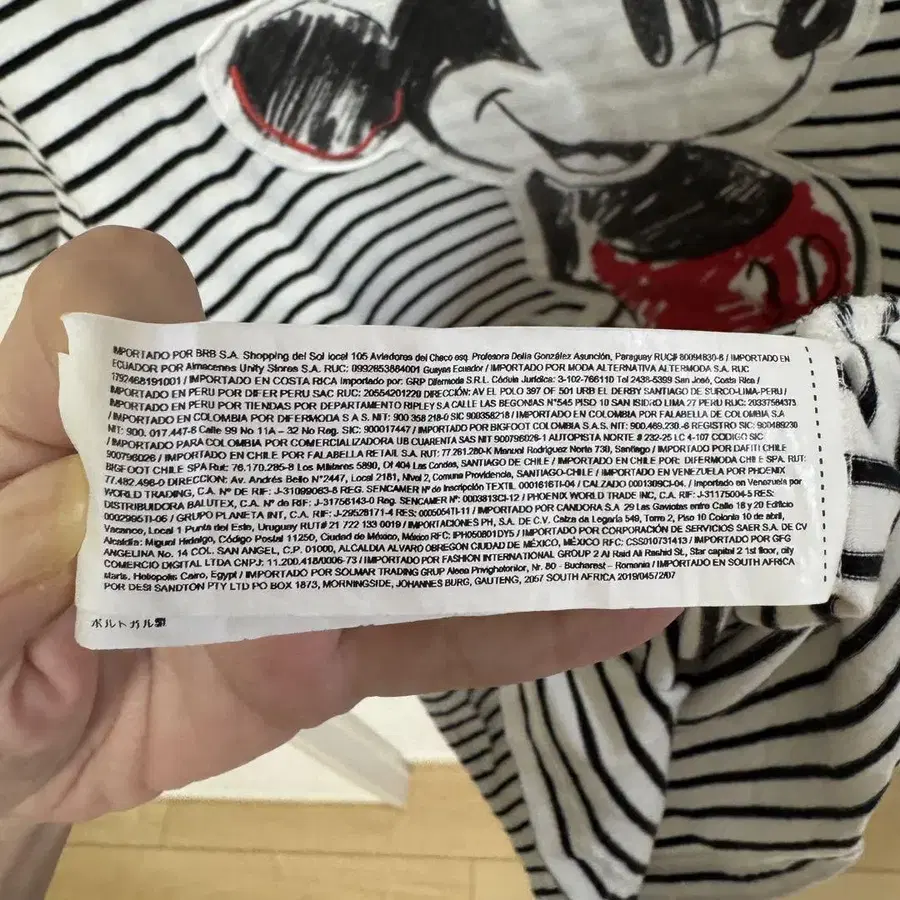 IMPORTADO POR BRB S.A. Shopping del Sol local 105 Aviadores del Chaco esq. Profesora Delia González Asunción, Paraguay RUC# 80094830-8 / IMPORTADO EN
ECUADOR POR Almacenes Unity Stores S.A. RUC: 0992853864001 Guayas Ecuador / IMPORTADO POR MODA ALTERNATIVA ALTERMODA S.A. RUC
1792468191001 / IMPORTADO EN COSTA RICA Importado por: GRP Difermoda S.R.L. Cédula Jurídica: 3-102-766110 Tel 2438-5399 San José, Costa Rica /
IMPORTADO EN PERU POR DIFER PERU SAC RUC: 20554201220 DIRECCIÓN: AV EL POLO 397 OF 501 URB EL DERBY SANTIAGO DE SURCO-LIMA-PERU /
IMPORTADO EN PERU POR TIENDAS POR DEPARTAMENTO RIPLEY S.A CALLE LAS BEGONIAS N°545 PISO 10 SAN ISIDRO LIMA 27 PERU RUC: 20337564373
/ IMPORTADO EN COLOMBIA POR DIFERMODA S A S. NIT: 900 358 218-0 SIC 900358218 / IMPORTADO EN COLOMBIA POR FALABELLA DE COLOMBIA S.A
NIT: 900. 017 447-8 Calle 99 No 11A – 32 No Reg. SIC: 900017447 / IMPORTADO POR BIGFOOT COLOMBIA S.A.S. NIT: 900.489.230-6 REGISTRO SIC: 900489230
/ IMPORTADO PARA COLOMBIA POR COMERCIALIZADORA UB CUARENTA SAS NIT 900796026-1 AUTOPISTA NORTE # 232-25 LC 4-107 CODIGO SIC
900796026 / IMPORTADO EN CHILE POR FALABELLA RETAIL S.A. RUT: 77.261.280-K Manuel Rodríguez Norte 730, Santiago / IMPORTADO POR DAFITI CHILE
BIGFOOT CHILE SPA Rut: 76.170.285-8 Los Militares 5890, Of 404 Las Condes, SANTIAGO DE CHILE / IMPORTADO EN CHILE POR: DIFERMODA CHILE SPA. RUT:
77.482.498-0 DIRECCION: Av. Andrés Bello N°2447, Local 2181, Nivel 2, Comuna Providencia, SANTIAGO-CHILE / IMPORTADO EN VENEZUELA POR PHOENIX
WORLD TRADING, C.A. Nº DE RIF: J-31099063-8 REG. SENCAMER Nº de Inscripción TEXTIL 0001616TI-04 / CALZADO 0001309CI-04. / Importado en Venezuela por
DISTRIBUIDORA BALUTEX, C.A. Nº de RIF: J-31756143-0 Reg. SENCAMER Nº: 0003813CI-12 / PHOENIX WORLD TRADE INC, C.A. RIF: J-31175004-5 RES:
0002995TI-06 / GRUPO PLANETA INT, C.A. RIF: J-29528171-4 RES: 0005054TI-11 / IMPORTADO POR CANDORA S.A. 29 Las Gaviotas entre Calle 18 y 20 Edificio
Vacanco, Local 1 Punta del Este, Uruguay RUT# 21 722 133 0019 / IMPORTACIONES PH, S.A. DE C.V. Calza de Legaria 549, Torre 2, Piso 10 Colonia 10 de abril,
Alcaldía: Miguel Hidalgo, Código Postal 11250, Ciudad de México, México RFC: IPH050801DY5 / IMPORTADO POR CORPORACIÓN DE SERVICIOS SAER S.A. DE CV
ANGELINA No. 14 COL. SAN ANGEL, C.P. 01000, ALCALDIA ALVARO OBREGON CIUDAD DE MÉXICO, MÉXICO RFC: CSS010731413 / IMPORTADO POR GFG
COMERCIO DIGITAL LTDA CNPJ: 11.200.418/0006-73 / IMPORTADO POR FASHION INTERNATIONAL GROUP 2 Al Raid Ali Rashid St., Star capital 2 1st floor, city
starts, Heliopolis Cairo, Egypt / IMPORTADO POR SOLMAR TRADING GRUP Aleea Privighetorilor, Nr. 80 - Bucharest – Romania / IMPORTADO EN SOUTH AFRICA
POR DESI SANDTON PTY LTD PO BOX 1873, MORNINGSIDE, JOHANNES BURG, GAUTENG, 2057 SOUTH AFRICA 2019/04572/07
ポルトガル製